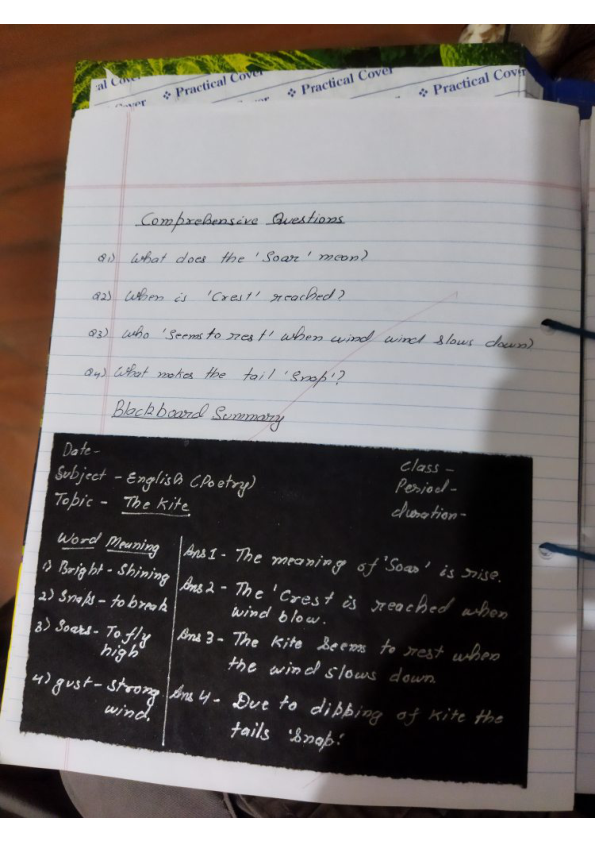 al Cover ❖ Practical Cover ❖ Practical Cover ❖ Practical Cover
Cover
Comprehensive Questions
Q1) What does the 'Soar' mean?
Q2) When is 'Crest' reached?
Q3) Who 'Seems to rest' when wind wind slows down)
Q4) What makes the tail 'Snap'?
Blackboard Summary
Date-
Subject - English (Poetry)
Topic - The Kite
Class -
Period-
duration-
Word Meaning
1) Bright - Shining
2) Snaps - to break
3) Soars - To fly
high
4) gust - Strong
wind.
Ans 1 - The meaning of 'Soar' is rise.
Ans 2 - The 'Crest is reached when
wind blow.
Ans 3 - The Kite Seems to rest when
the wind slows down.
Ans 4 - Due to dibbing of Kite the
tails 'Snap'.